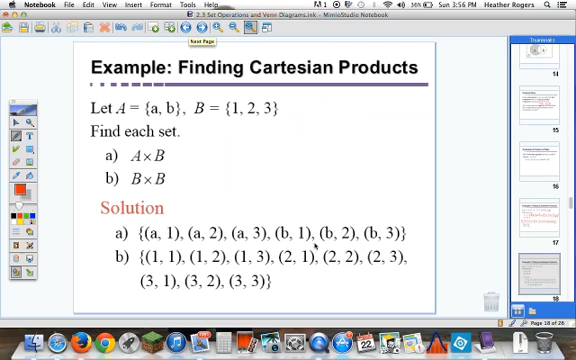 Notebook File Edit View Insert Format Tools Help
36% Sun 3:56 PM Heather Rogers
2.3 Set Operations and Venn Diagrams.ink - MimioStudio Notebook
Next Page
Example: Finding Cartesian Products
Let A = {a, b}, B = {1, 2, 3}
Find each set.
a) A × B
b) B × B
Solution
a) {(a, 1), (a, 2), (a, 3), (b, 1), (b, 2), (b, 3)}
b) {(1, 1), (1, 2), (1, 3), (2, 1), (2, 2), (2, 3),
(3, 1), (3, 2), (3, 3)}
Thumbnails
14
15
16
17
18
Page 18 of 26
22